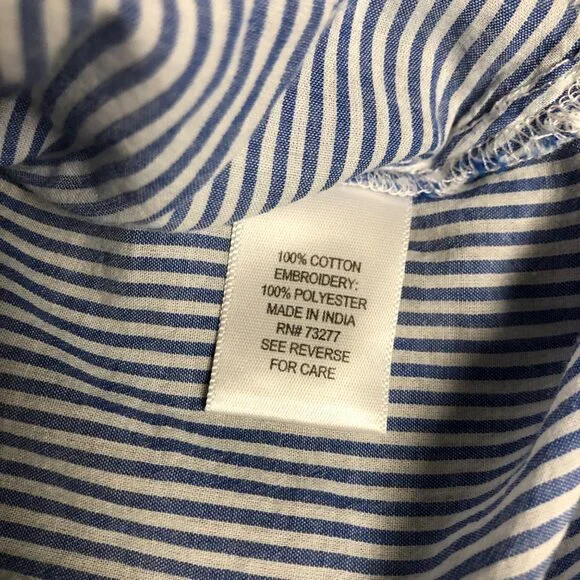 100% COTTON
EMBROIDERY:
100% POLYESTER
MADE IN INDIA
RN# 73277
SEE REVERSE
FOR CARE